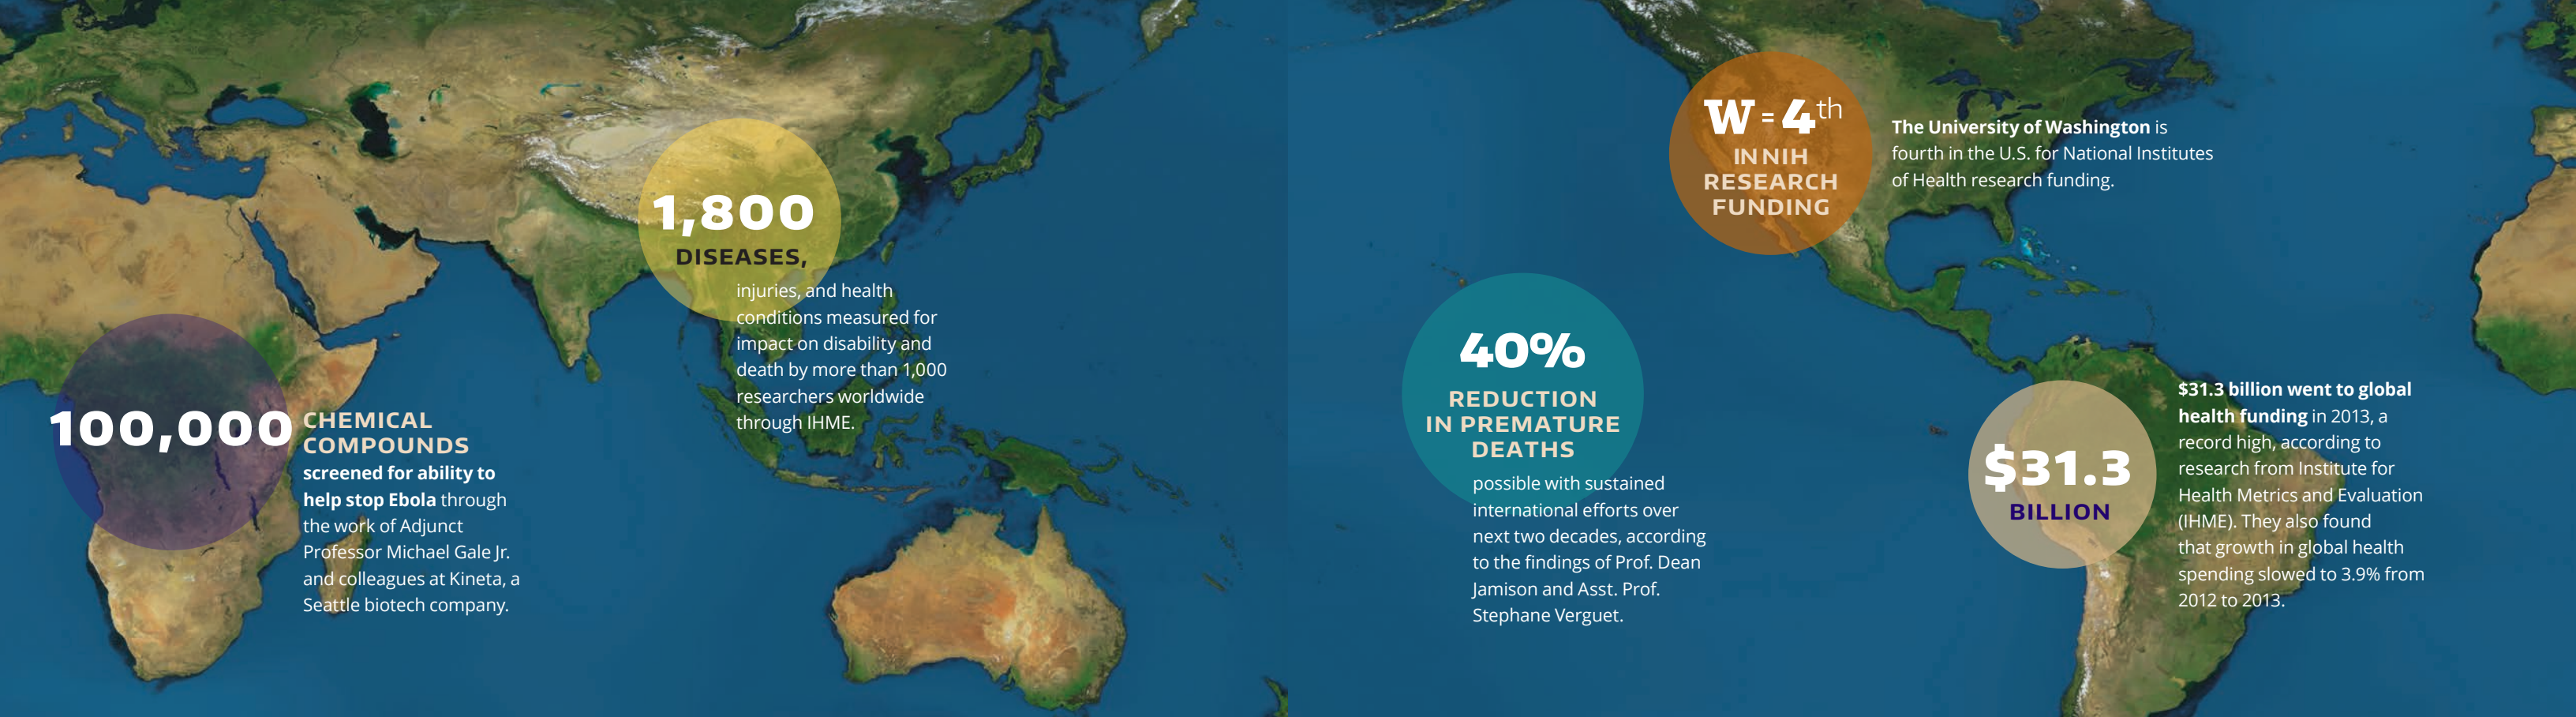 100,000
CHEMICAL
COMPOUNDS
screened for ability to
help stop Ebola through
the work of Adjunct
Professor Michael Gale Jr.
and colleagues at Kineta, a
Seattle biotech company.
1,800
DISEASES,
injuries, and health
conditions measured for
impact on disability and
death by more than 1,000
researchers worldwide
through IHME.
40%
REDUCTION
IN PREMATURE
DEATHS
possible with sustained
international efforts over
next two decades, according
to the findings of Prof. Dean
Jamison and Asst. Prof.
Stephane Verguet.
W = 4th
IN NIH
RESEARCH
FUNDING
The University of Washington is
fourth in the U.S. for National Institutes
of Health research funding.
$31.3
BILLION
$31.3 billion went to global
health funding in 2013, a
record high, according to
research from Institute for
Health Metrics and Evaluation
(IHME). They also found
that growth in global health
spending slowed to 3.9% from
2012 to 2013.